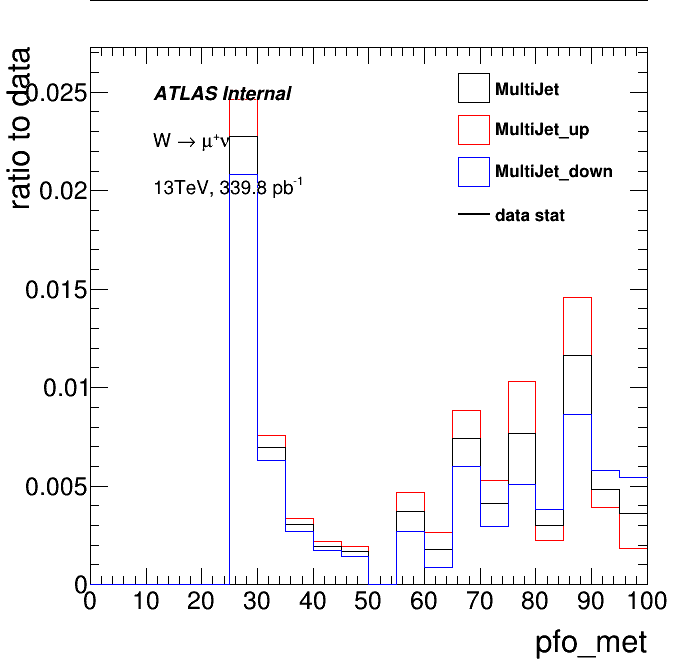 ratio to data
0.025
0.02
0.015
0.01
0.005
0
ATLAS Internal
W → μ⁺ν
13TeV, 339.8 pb⁻¹
MultiJet
MultiJet_up
MultiJet_down
data stat
0 10 20 30 40 50 60 70 80 90 100
pfo_met